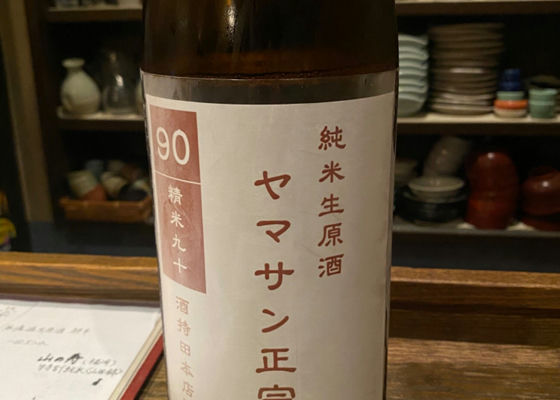 純米生原酒
ヤマサン正宗
90
精米九十
酒持田本店